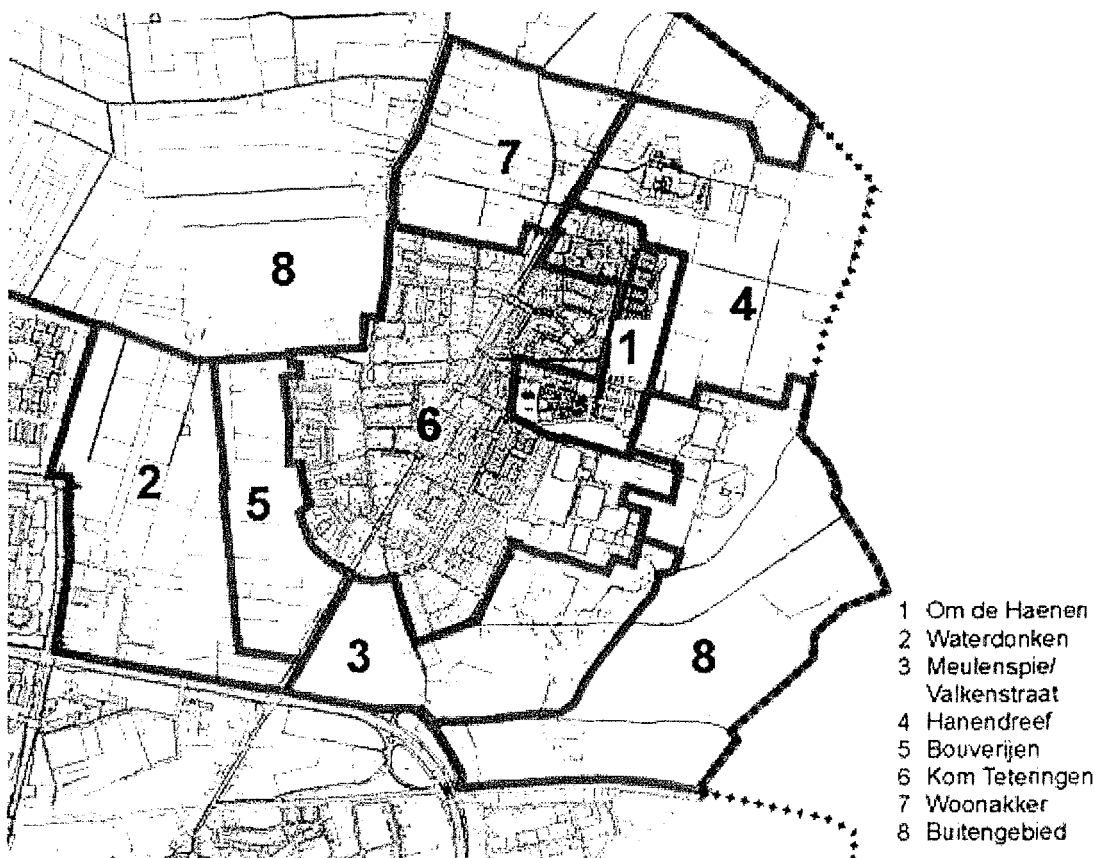 7
8
4
1
6
2
5
3
8
1 Om de Haenen
2 Waterdonken
3 Meulenspie/
Valkenstraat
4 Hanendreef
5 Bouverijen
6 Kom Teteringen
7 Woonakker
8 Buitengebied